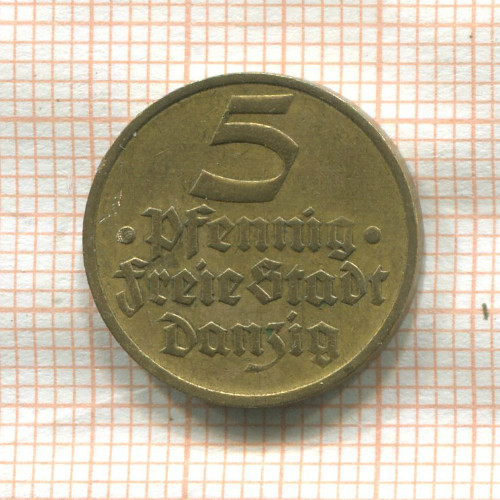 5
· Pfennig ·
Freie Stadt
Danzig